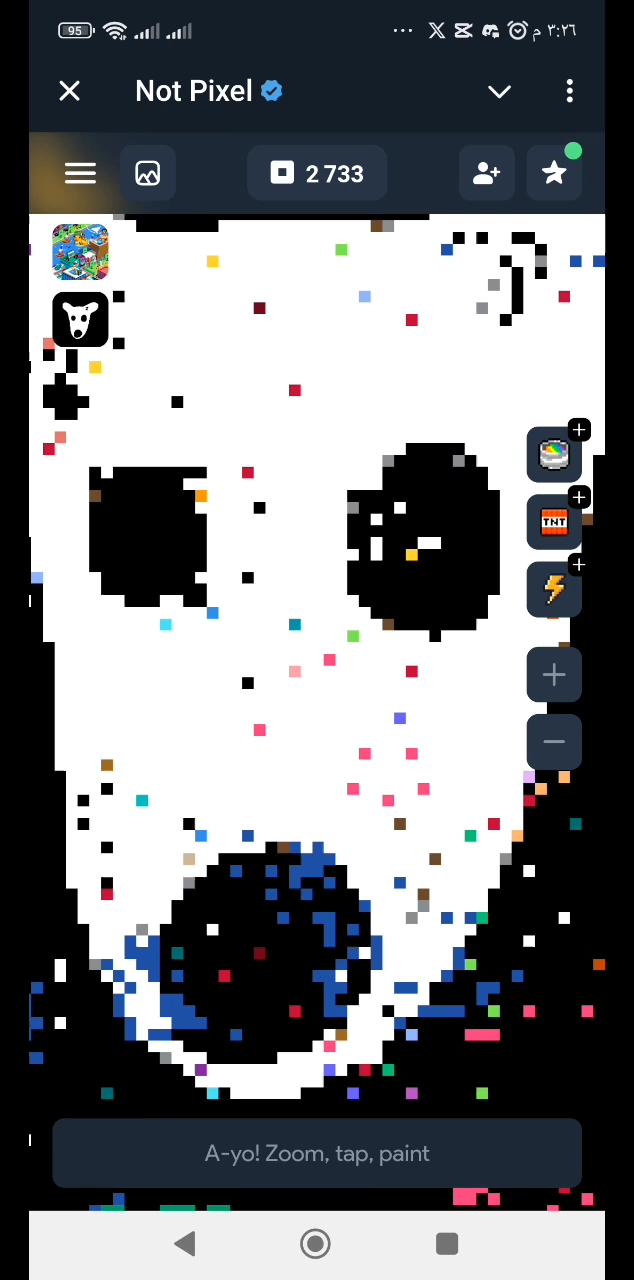 95 ... م ٣:٢٦
Not Pixel
2 733
TNT
A-yo! Zoom, tap, paint